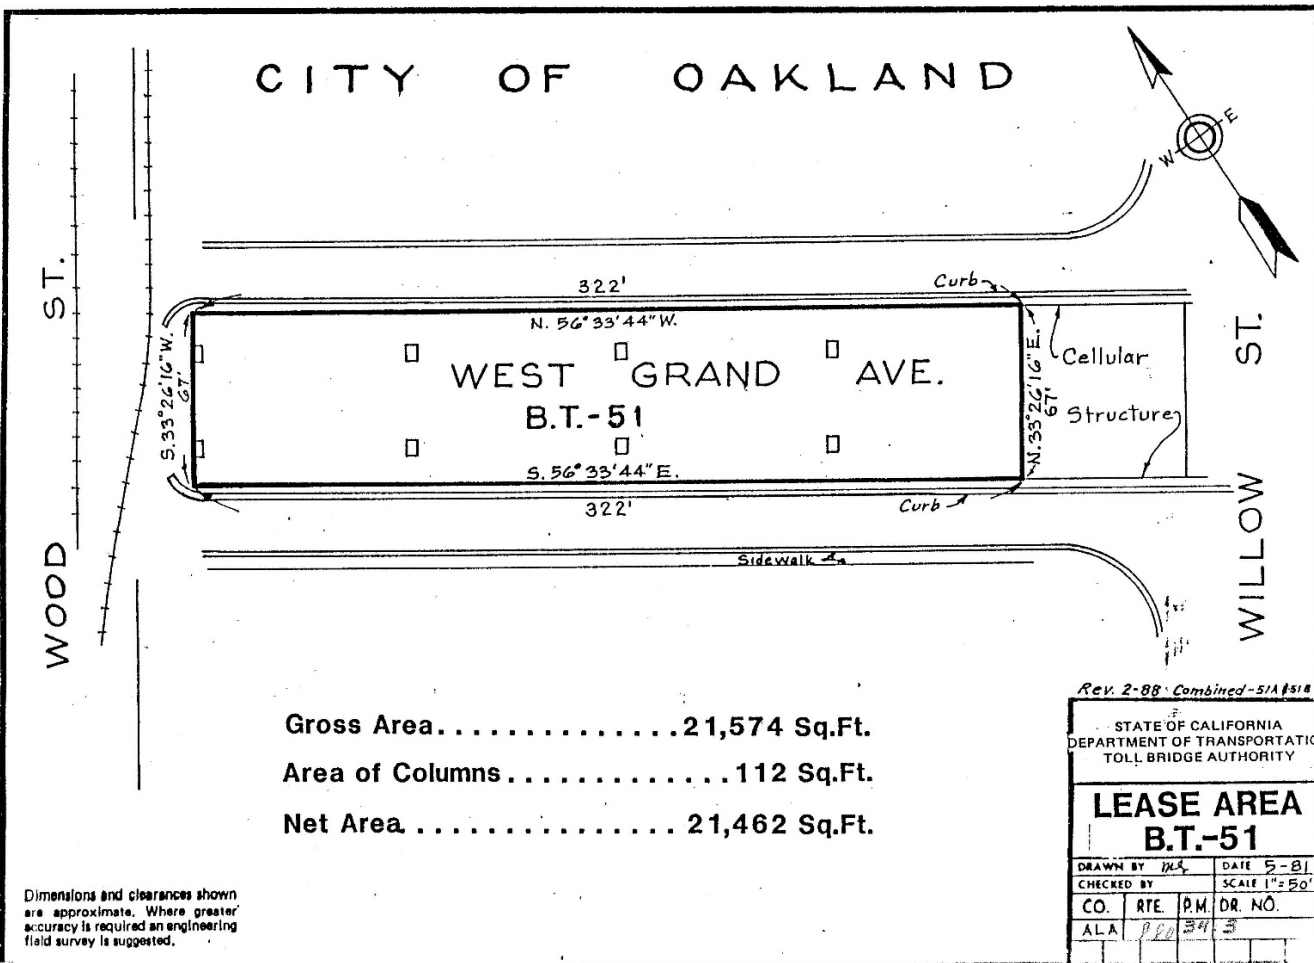 CITY OF OAKLAND
E
W
WOOD ST.
WILLOW ST.
322'
Curb
N. 56°33'44"W.
S. 33°26'16"W.
67'
N. 33°26'16"E.
67'
Cellular
Structure
WEST GRAND AVE.
B.T.-51
S. 56°33'44"E.
322'
Curb
Sidewalk
Gross Area..............21,574 Sq.Ft.
Area of Columns.............112 Sq.Ft.
Net Area................21,462 Sq.Ft.
Dimensions and clearances shown
are approximate. Where greater
accuracy is required an engineering
field survey is suggested.
Rev. 2-88 Combined-51A & 51B
STATE OF CALIFORNIA
DEPARTMENT OF TRANSPORTATIO
TOLL BRIDGE AUTHORITY
LEASE AREA
B.T.-51
DRAWN BY DATE 5-81
CHECKED BY SCALE 1"=50'
CO. RTE. P.M. DR. NO.
ALA 34 3